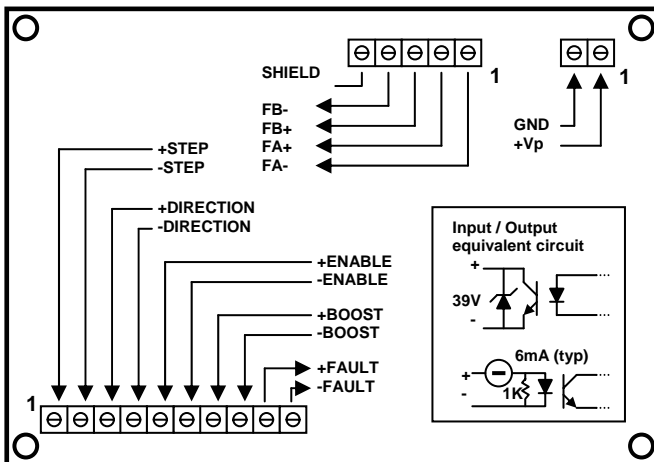 SHIELD
1
1
FB-
FB+
FA+
FA-
GND
+Vp
+STEP
-STEP
+DIRECTION
-DIRECTION
+ENABLE
-ENABLE
+BOOST
-BOOST
+FAULT
-FAULT
1
Input / Output
equivalent circuit
+
39V
-
6mA (typ)
+
-
1K